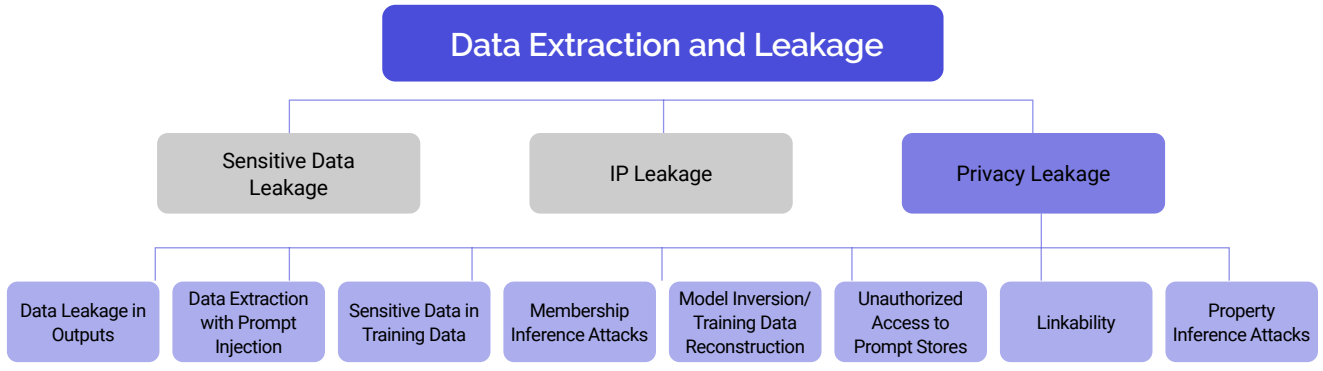 Data Extraction and Leakage
Sensitive Data
Leakage
IP Leakage
Privacy Leakage
Data Leakage in
Outputs
Data Extraction
with Prompt
Injection
Sensitive Data in
Training Data
Membership
Inference Attacks
Model Inversion/
Training Data
Reconstruction
Unauthorized
Access to
Prompt Stores
Linkability
Property
Inference Attacks